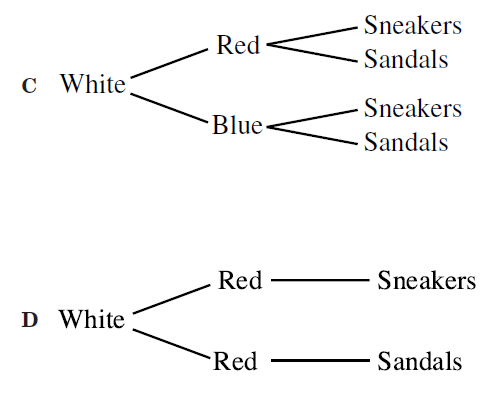 Sneakers
Red
Sandals
C White
Sneakers
Blue
Sandals
Red Sneakers
D White
Red Sandals